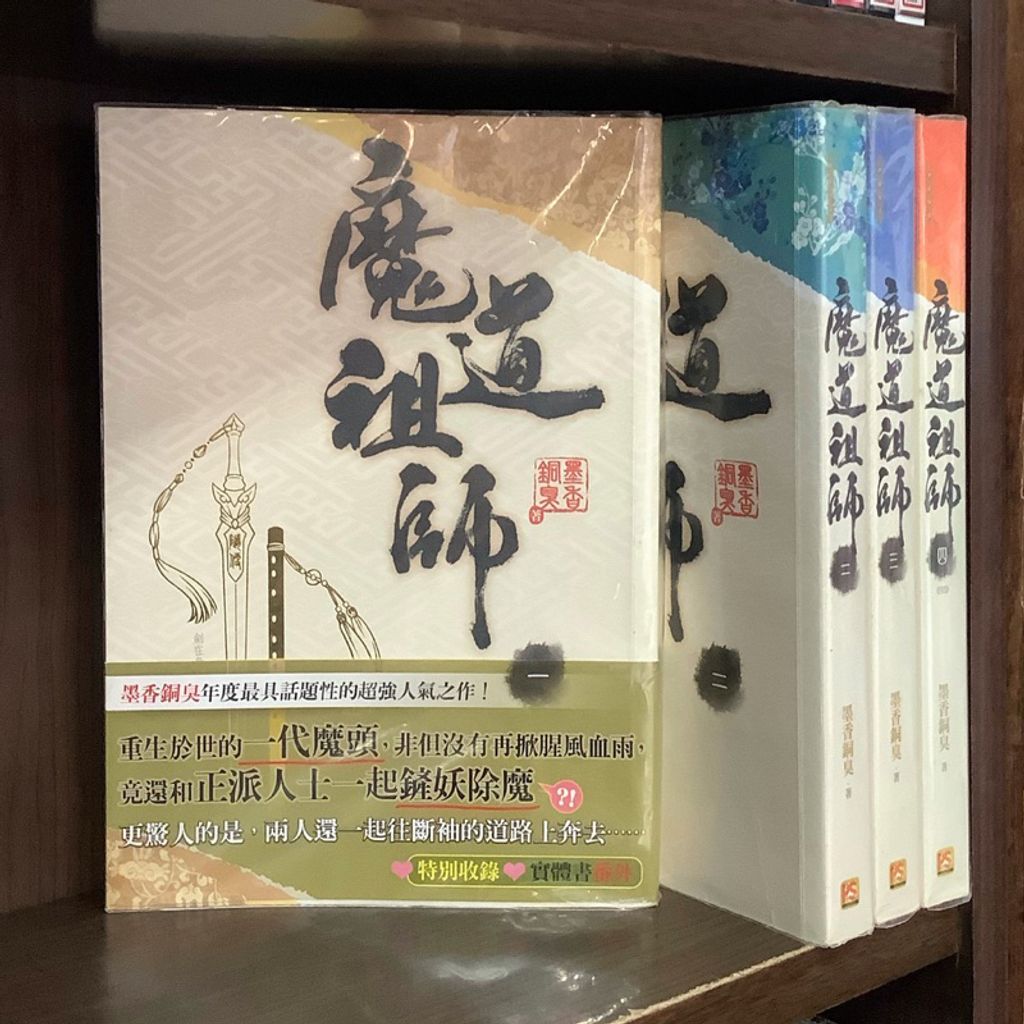 魔道祖師
墨香銅臭
著
一
墨香銅臭年度最具話題性的超強人氣之作！
重生於世的一代魔頭，非但沒有再掀腥風血雨，
竟還和正派人士一起鏟妖除魔?!
更驚人的是，兩人還一起往斷袖的道路上奔去……
特別收錄 實體書番外
道
師
墨香銅臭
著
二
魔道祖師
二
墨香銅臭·著
魔道祖師
三
墨香銅臭 著
魔道祖師
四
墨香銅臭 著